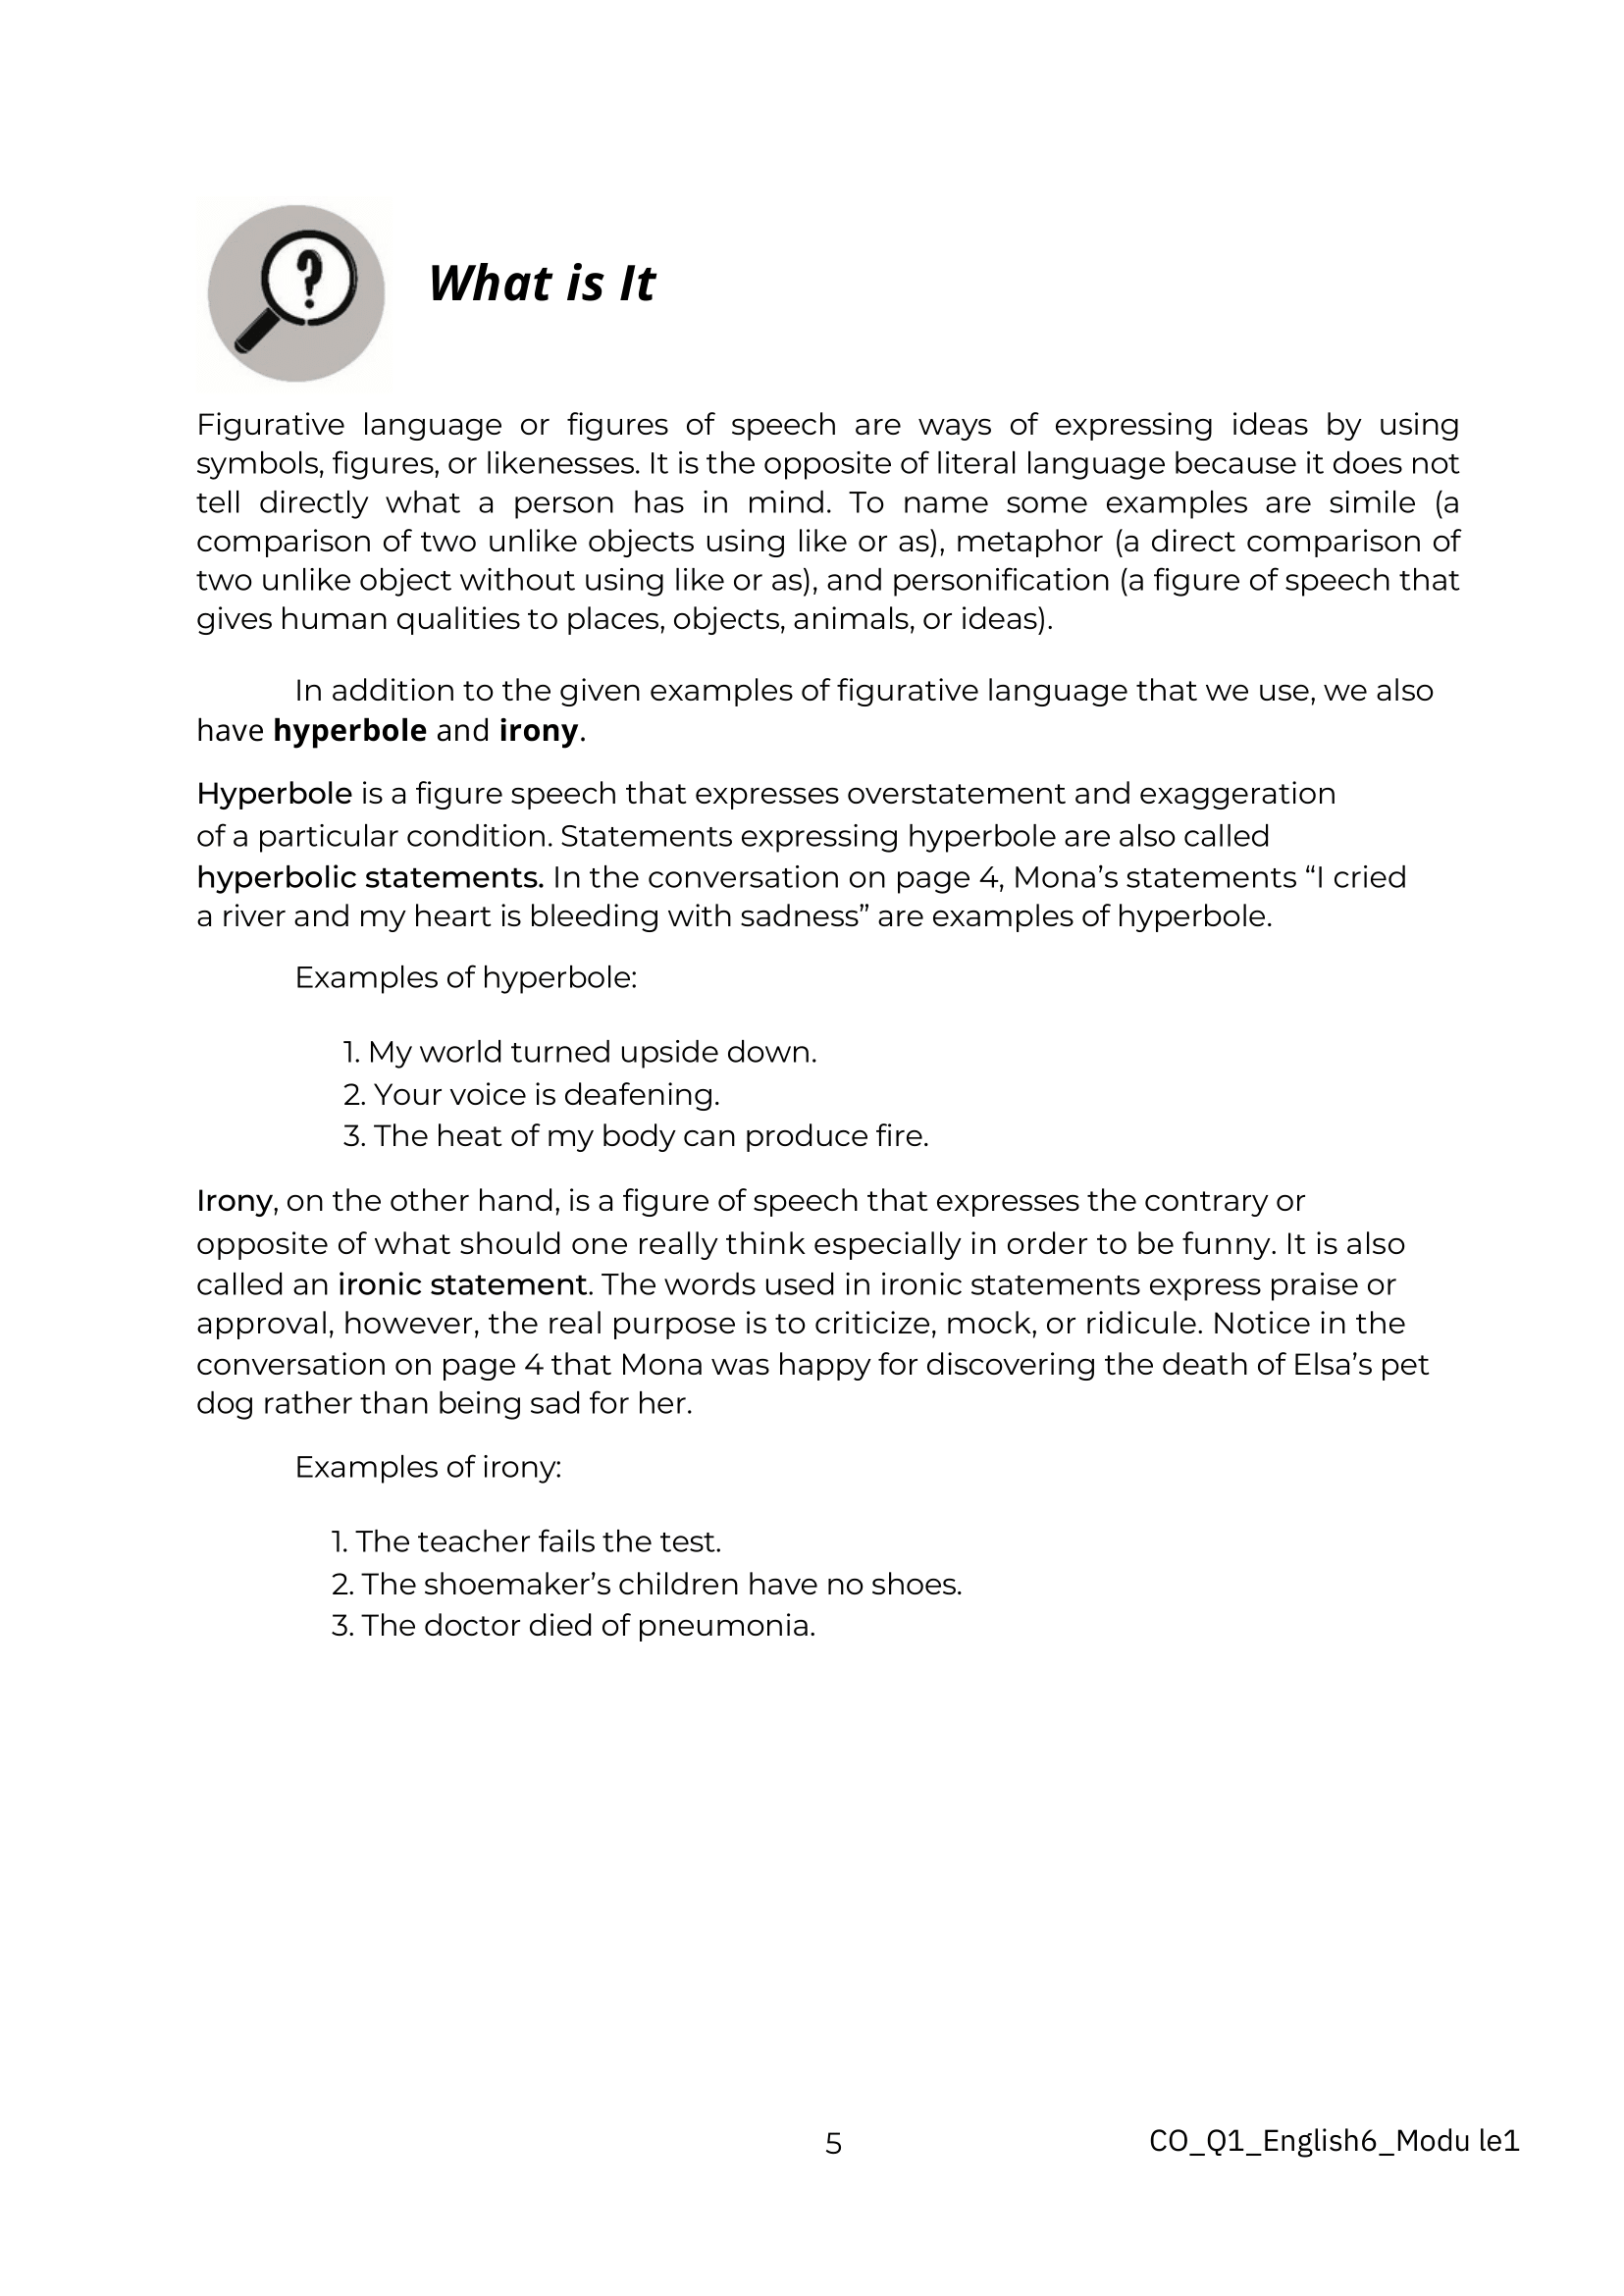 What is It
Figurative language or figures of speech are ways of expressing ideas by using
symbols, figures, or likenesses. It is the opposite of literal language because it does not
tell directly what a person has in mind. To name some examples are simile (a
comparison of two unlike objects using like or as), metaphor (a direct comparison of
two unlike object without using like or as), and personification (a figure of speech that
gives human qualities to places, objects, animals, or ideas).
In addition to the given examples of figurative language that we use, we also
have hyperbole and irony.
Hyperbole is a figure speech that expresses overstatement and exaggeration
of a particular condition. Statements expressing hyperbole are also called
hyperbolic statements. In the conversation on page 4, Mona’s statements “I cried
a river and my heart is bleeding with sadness” are examples of hyperbole.
Examples of hyperbole:
1. My world turned upside down.
2. Your voice is deafening.
3. The heat of my body can produce fire.
Irony, on the other hand, is a figure of speech that expresses the contrary or
opposite of what should one really think especially in order to be funny. It is also
called an ironic statement. The words used in ironic statements express praise or
approval, however, the real purpose is to criticize, mock, or ridicule. Notice in the
conversation on page 4 that Mona was happy for discovering the death of Elsa’s pet
dog rather than being sad for her.
Examples of irony:
1. The teacher fails the test.
2. The shoemaker’s children have no shoes.
3. The doctor died of pneumonia.
5
CO_Q1_English6_Modu le1